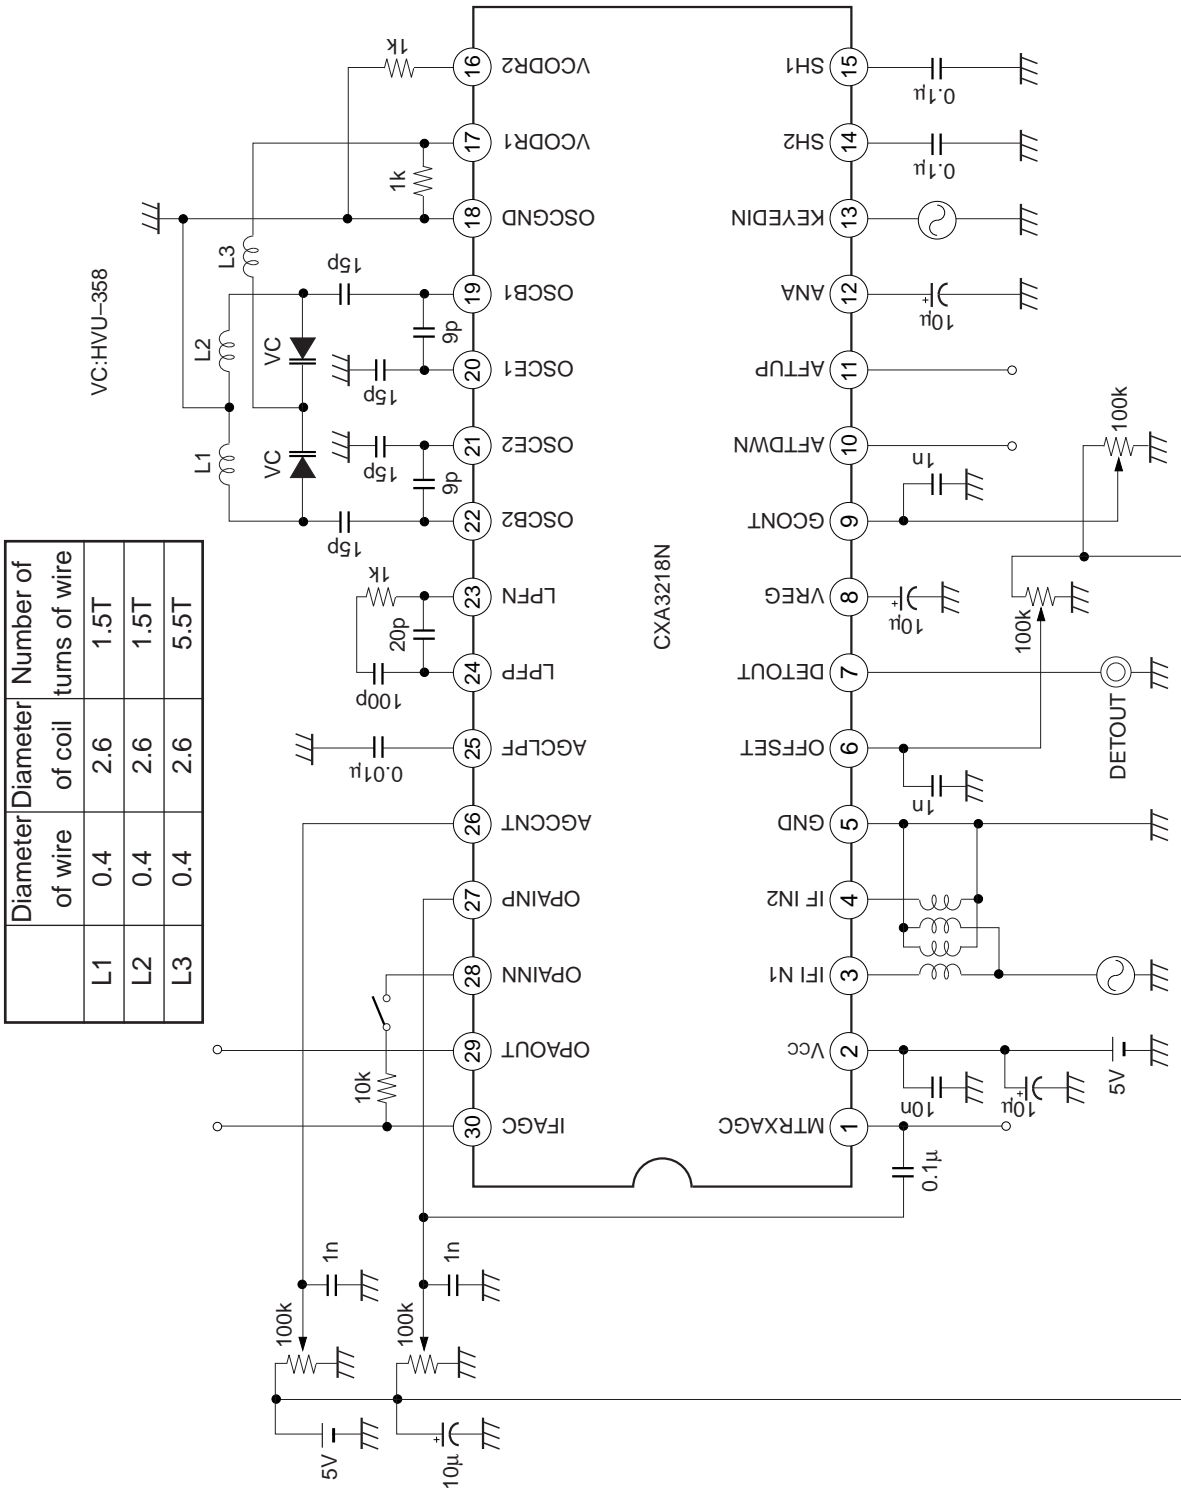 VC:HVU–358
Diameter of wire
Diameter of coil
Number of turns of wire
L1 0.4 2.6 1.5T
L2 0.4 2.6 1.5T
L3 0.4 2.6 5.5T
CXA3218N
16 VCODR2
1k
17 VCODR1
1k
18 OSCGND
L3
19 OSCB1
15p
9p
L2
VC
20 OSCE1
15p
21 OSCE2
15p
9p
L1
VC
22 OSCB2
15p
23 LPFN
1k
20p
24 LPFP
100p
25 AGCLPF
0.01µ
26 AGCCNT
27 OPAINP
28 OPAINN
29 OPAOUT
10k
30 IFAGC
15 SH1
0.1µ
14 SH2
0.1µ
13 KEYEDIN
12 ANA
10µ
+
11 AFTUP
10 AFTDWN
9 GCONT
1n
100k
8 VREG
10µ
+
100k
7 DETOUT
DETOUT
6 OFFSET
1n
5 GND
4 IF IN2
3 IFI N1
2 Vcc
10n
10µ
+
5V
1 MTRXAGC
0.1µ
1n
100k
1n
100k
5V
10µ
+